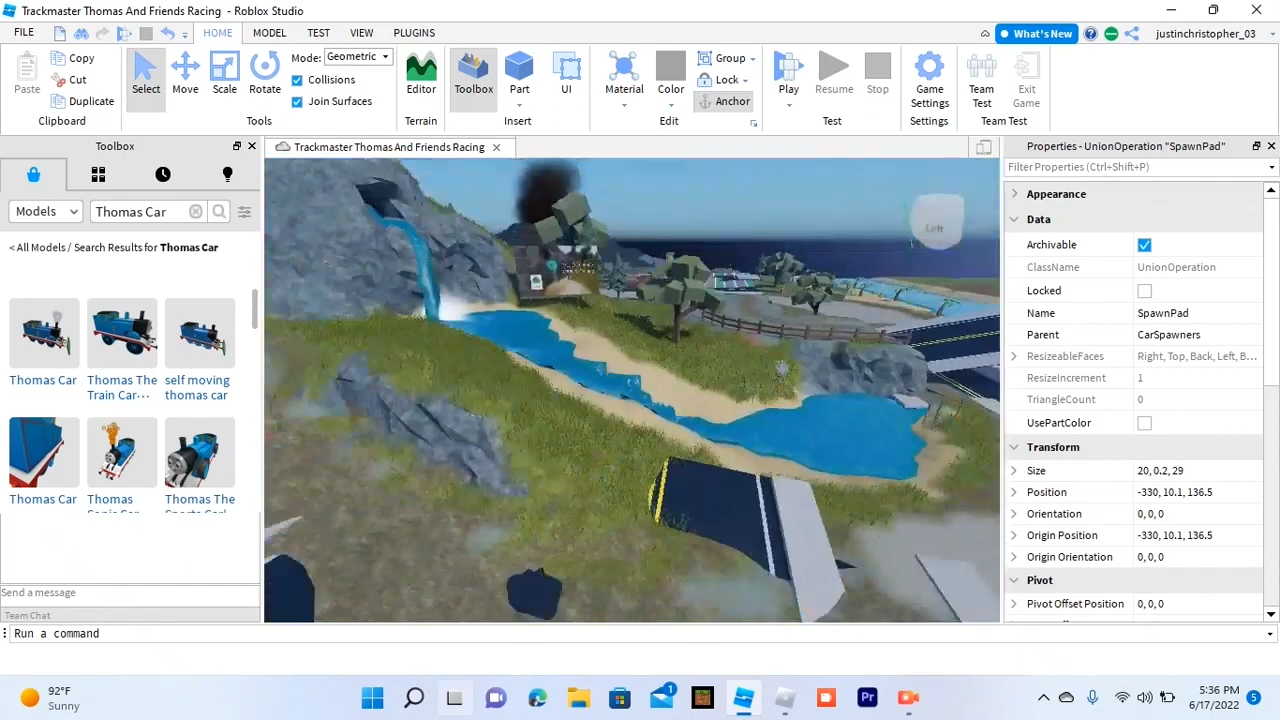 Trackmaster Thomas And Friends Racing - Roblox Studio
FILE HOME MODEL TEST VIEW PLUGINS What's New justinchristopher_03
Paste Copy Cut Duplicate
Clipboard
Select Move Scale Rotate
Mode: Geometric
Collisions
Join Surfaces
Tools
Editor
Terrain
Toolbox Part UI
Insert
Material Color Group Lock Anchor
Edit
Play Resume Stop
Test
Game Settings
Settings
Team Test Exit Game
Team Test
Toolbox
Trackmaster Thomas And Friends Racing
Models Thomas Car
< All Models / Search Results for Thomas Car
Thomas Car
Thomas The Train Car...
self moving thomas car
Thomas Car
Thomas Sonic Car
Thomas The Sports Car!
Send a message
Team Chat
Left
Properties - UnionOperation "SpawnPad"
Filter Properties (Ctrl+Shift+P)
Appearance
Data
Archivable
ClassName UnionOperation
Locked
Name SpawnPad
Parent CarSpawners
ResizeableFaces Right, Top, Back, Left, B...
ResizeIncrement 1
TriangleCount 0
UsePartColor
Transform
Size 20, 0.2, 29
Position -330, 10.1, 136.5
Orientation 0, 0, 0
Origin Position -330, 10.1, 136.5
Origin Orientation 0, 0, 0
Pivot
Pivot Offset Position 0, 0, 0
Run a command
92°F
Sunny
1
Pr
5:36 PM
6/17/2022
5